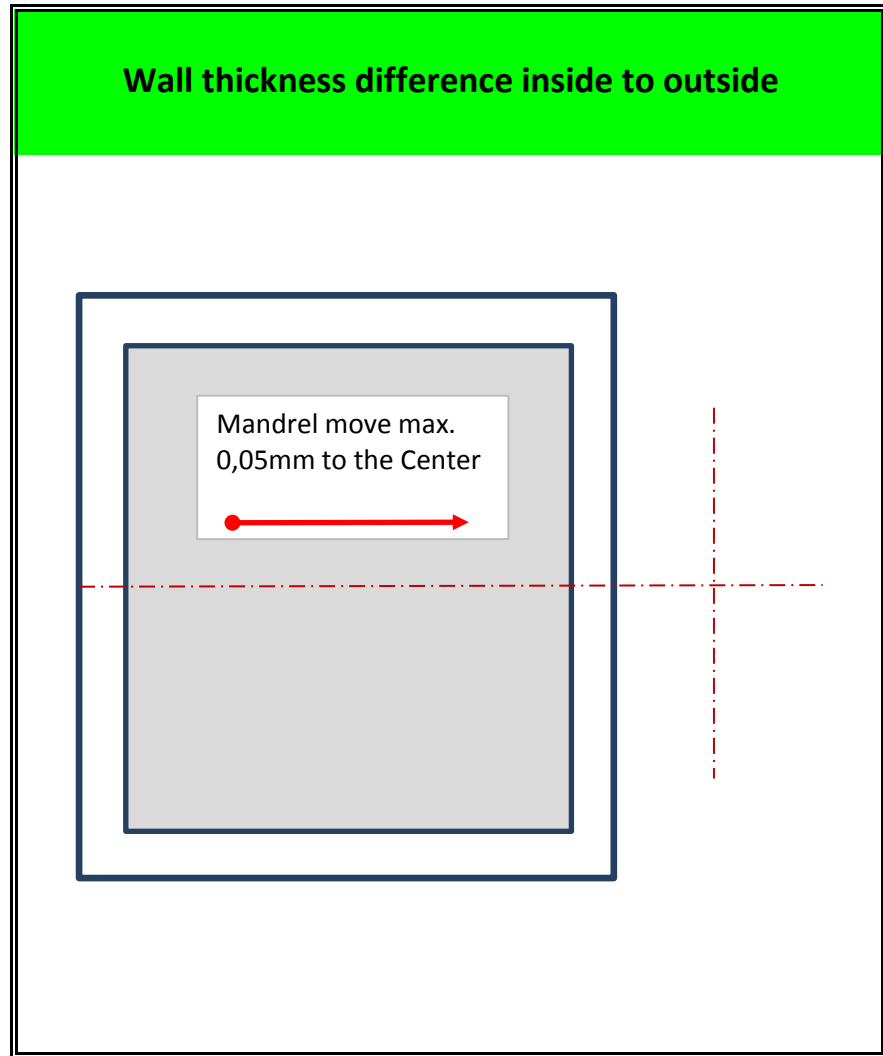 Wall thickness difference inside to outside
Mandrel move max.
0,05mm to the Center